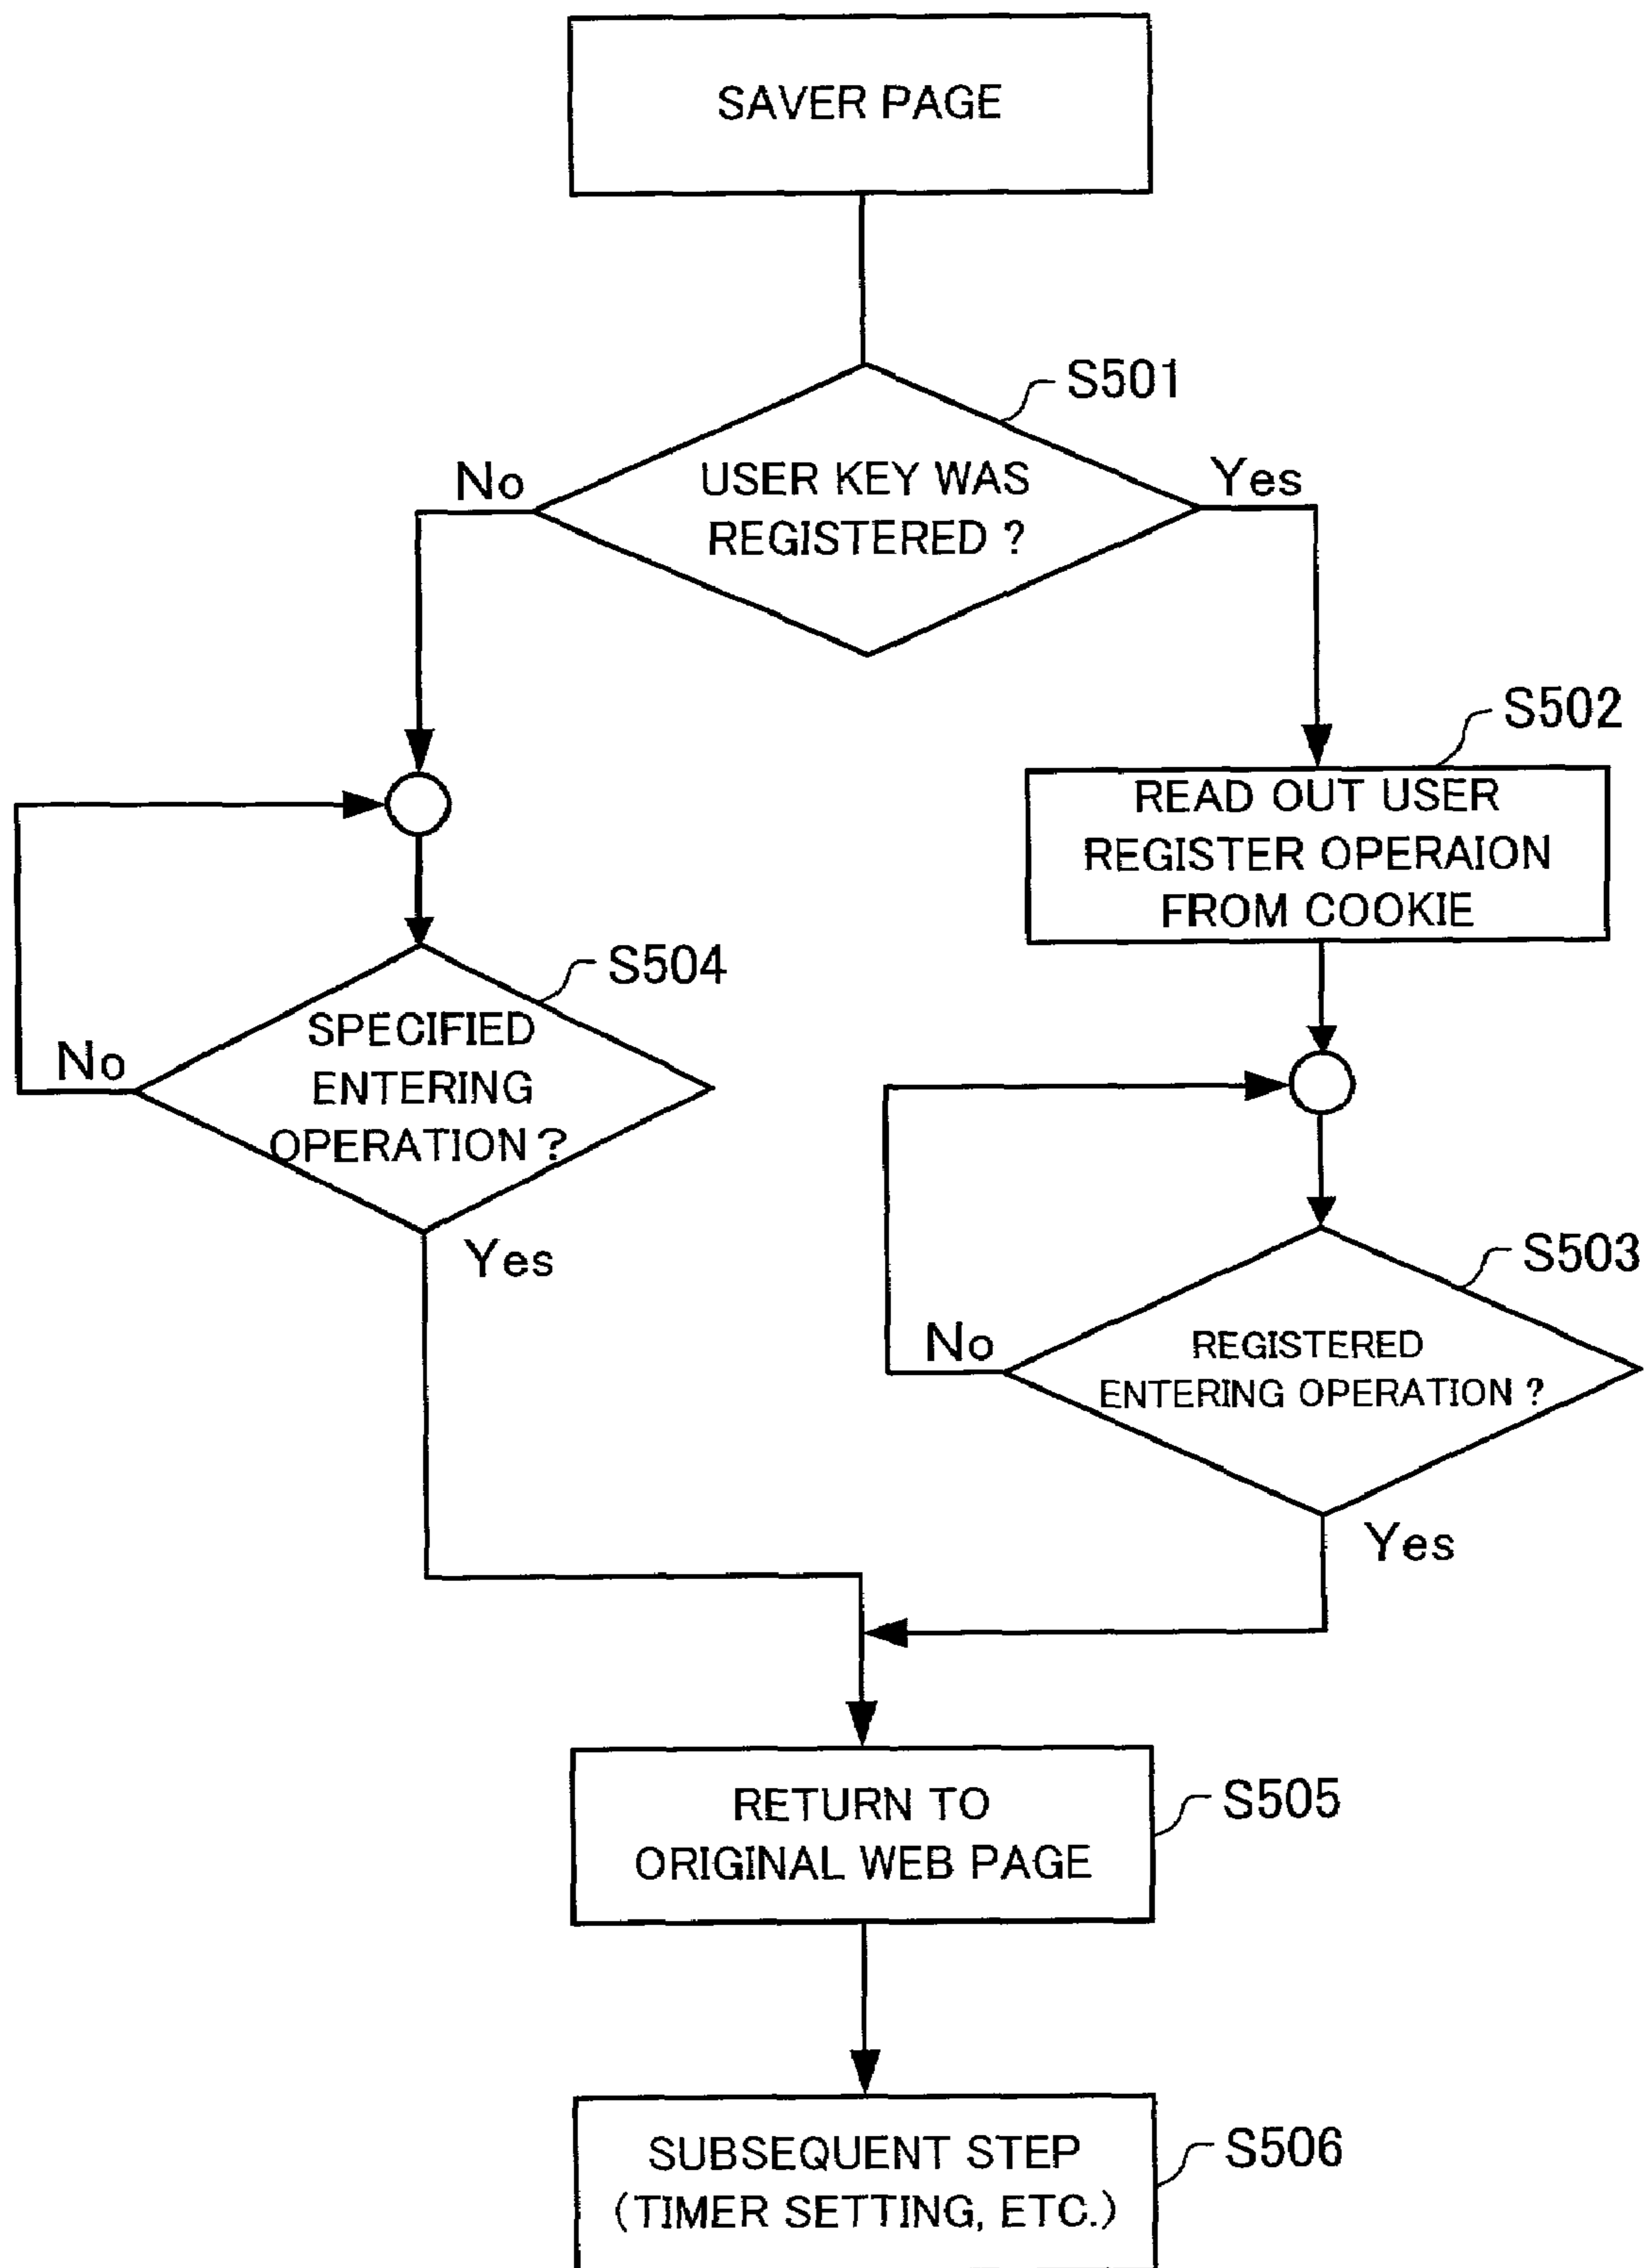 SAVER PAGE
S501
No
USER KEY WAS
REGISTERED ?
Yes
S502
READ OUT USER
REGISTER OPERAION
FROM COOKIE
S504
SPECIFIED
ENTERING
OPERATION ?
No
Yes
S503
REGISTERED
ENTERING OPERATION ?
No
Yes
RETURN TO
ORIGINAL WEB PAGE
S505
SUBSEQUENT STEP
(TIMER SETTING, ETC.)
S506